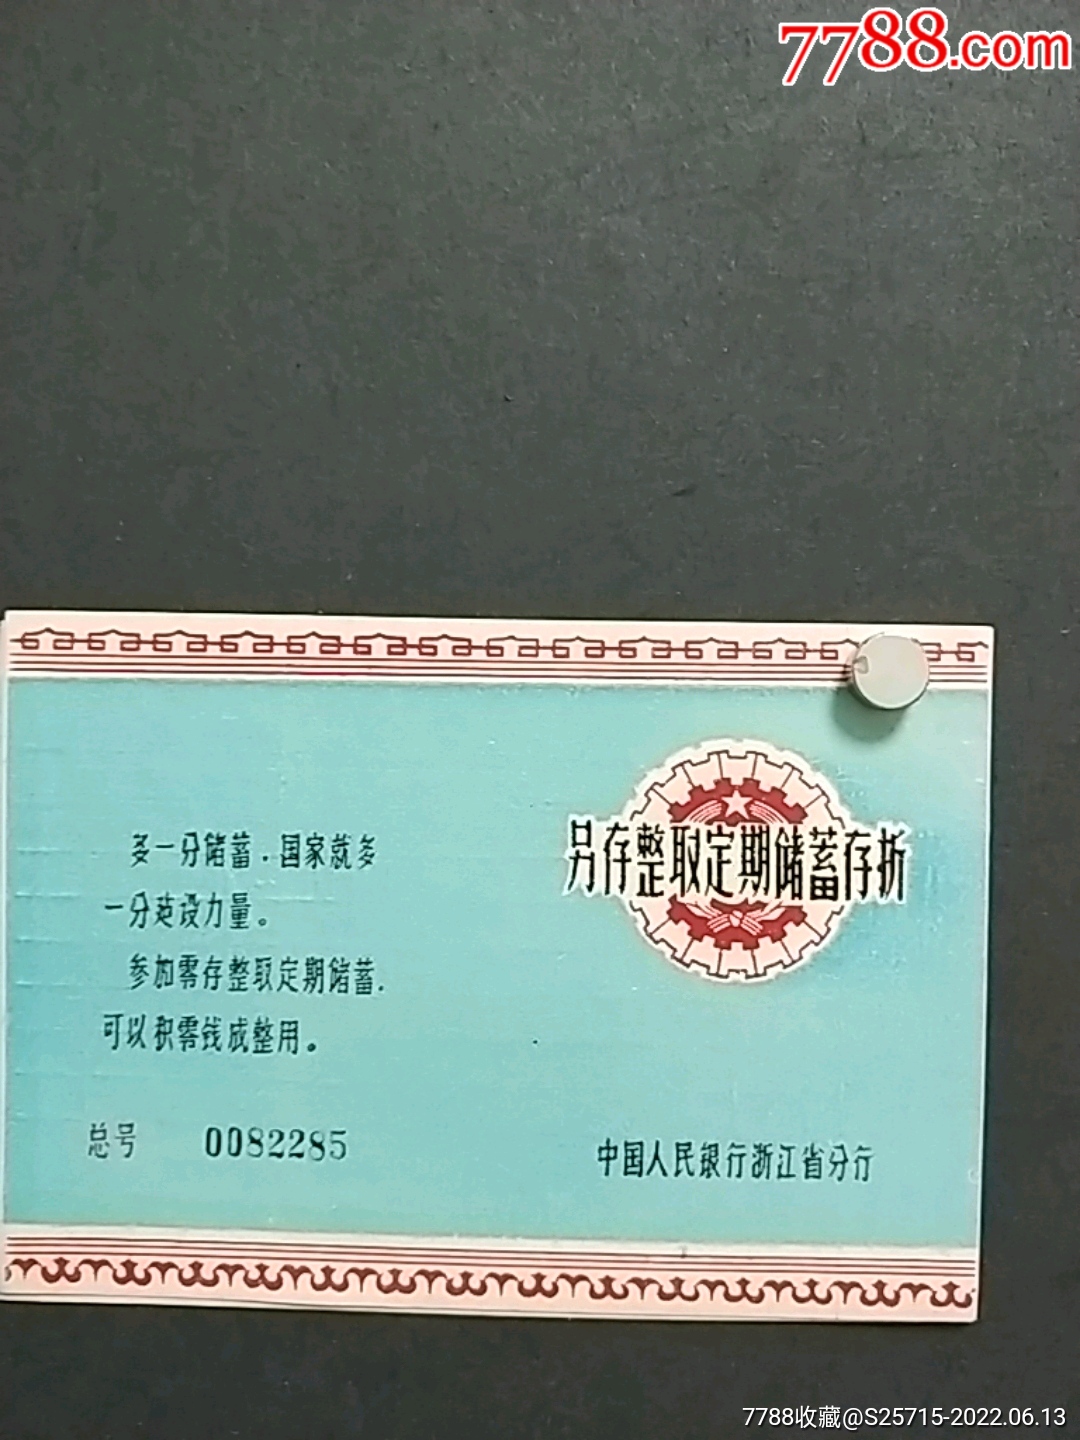 7788.com
多一分储蓄，国家就多
一分迠设力量。
参加零存整取定期储蓄，
可以积零钱成整用。
总号 0082285
另存整取定期储蓄存折
中国人民银行浙江省分行
7788收藏@S25715-2022.06.13